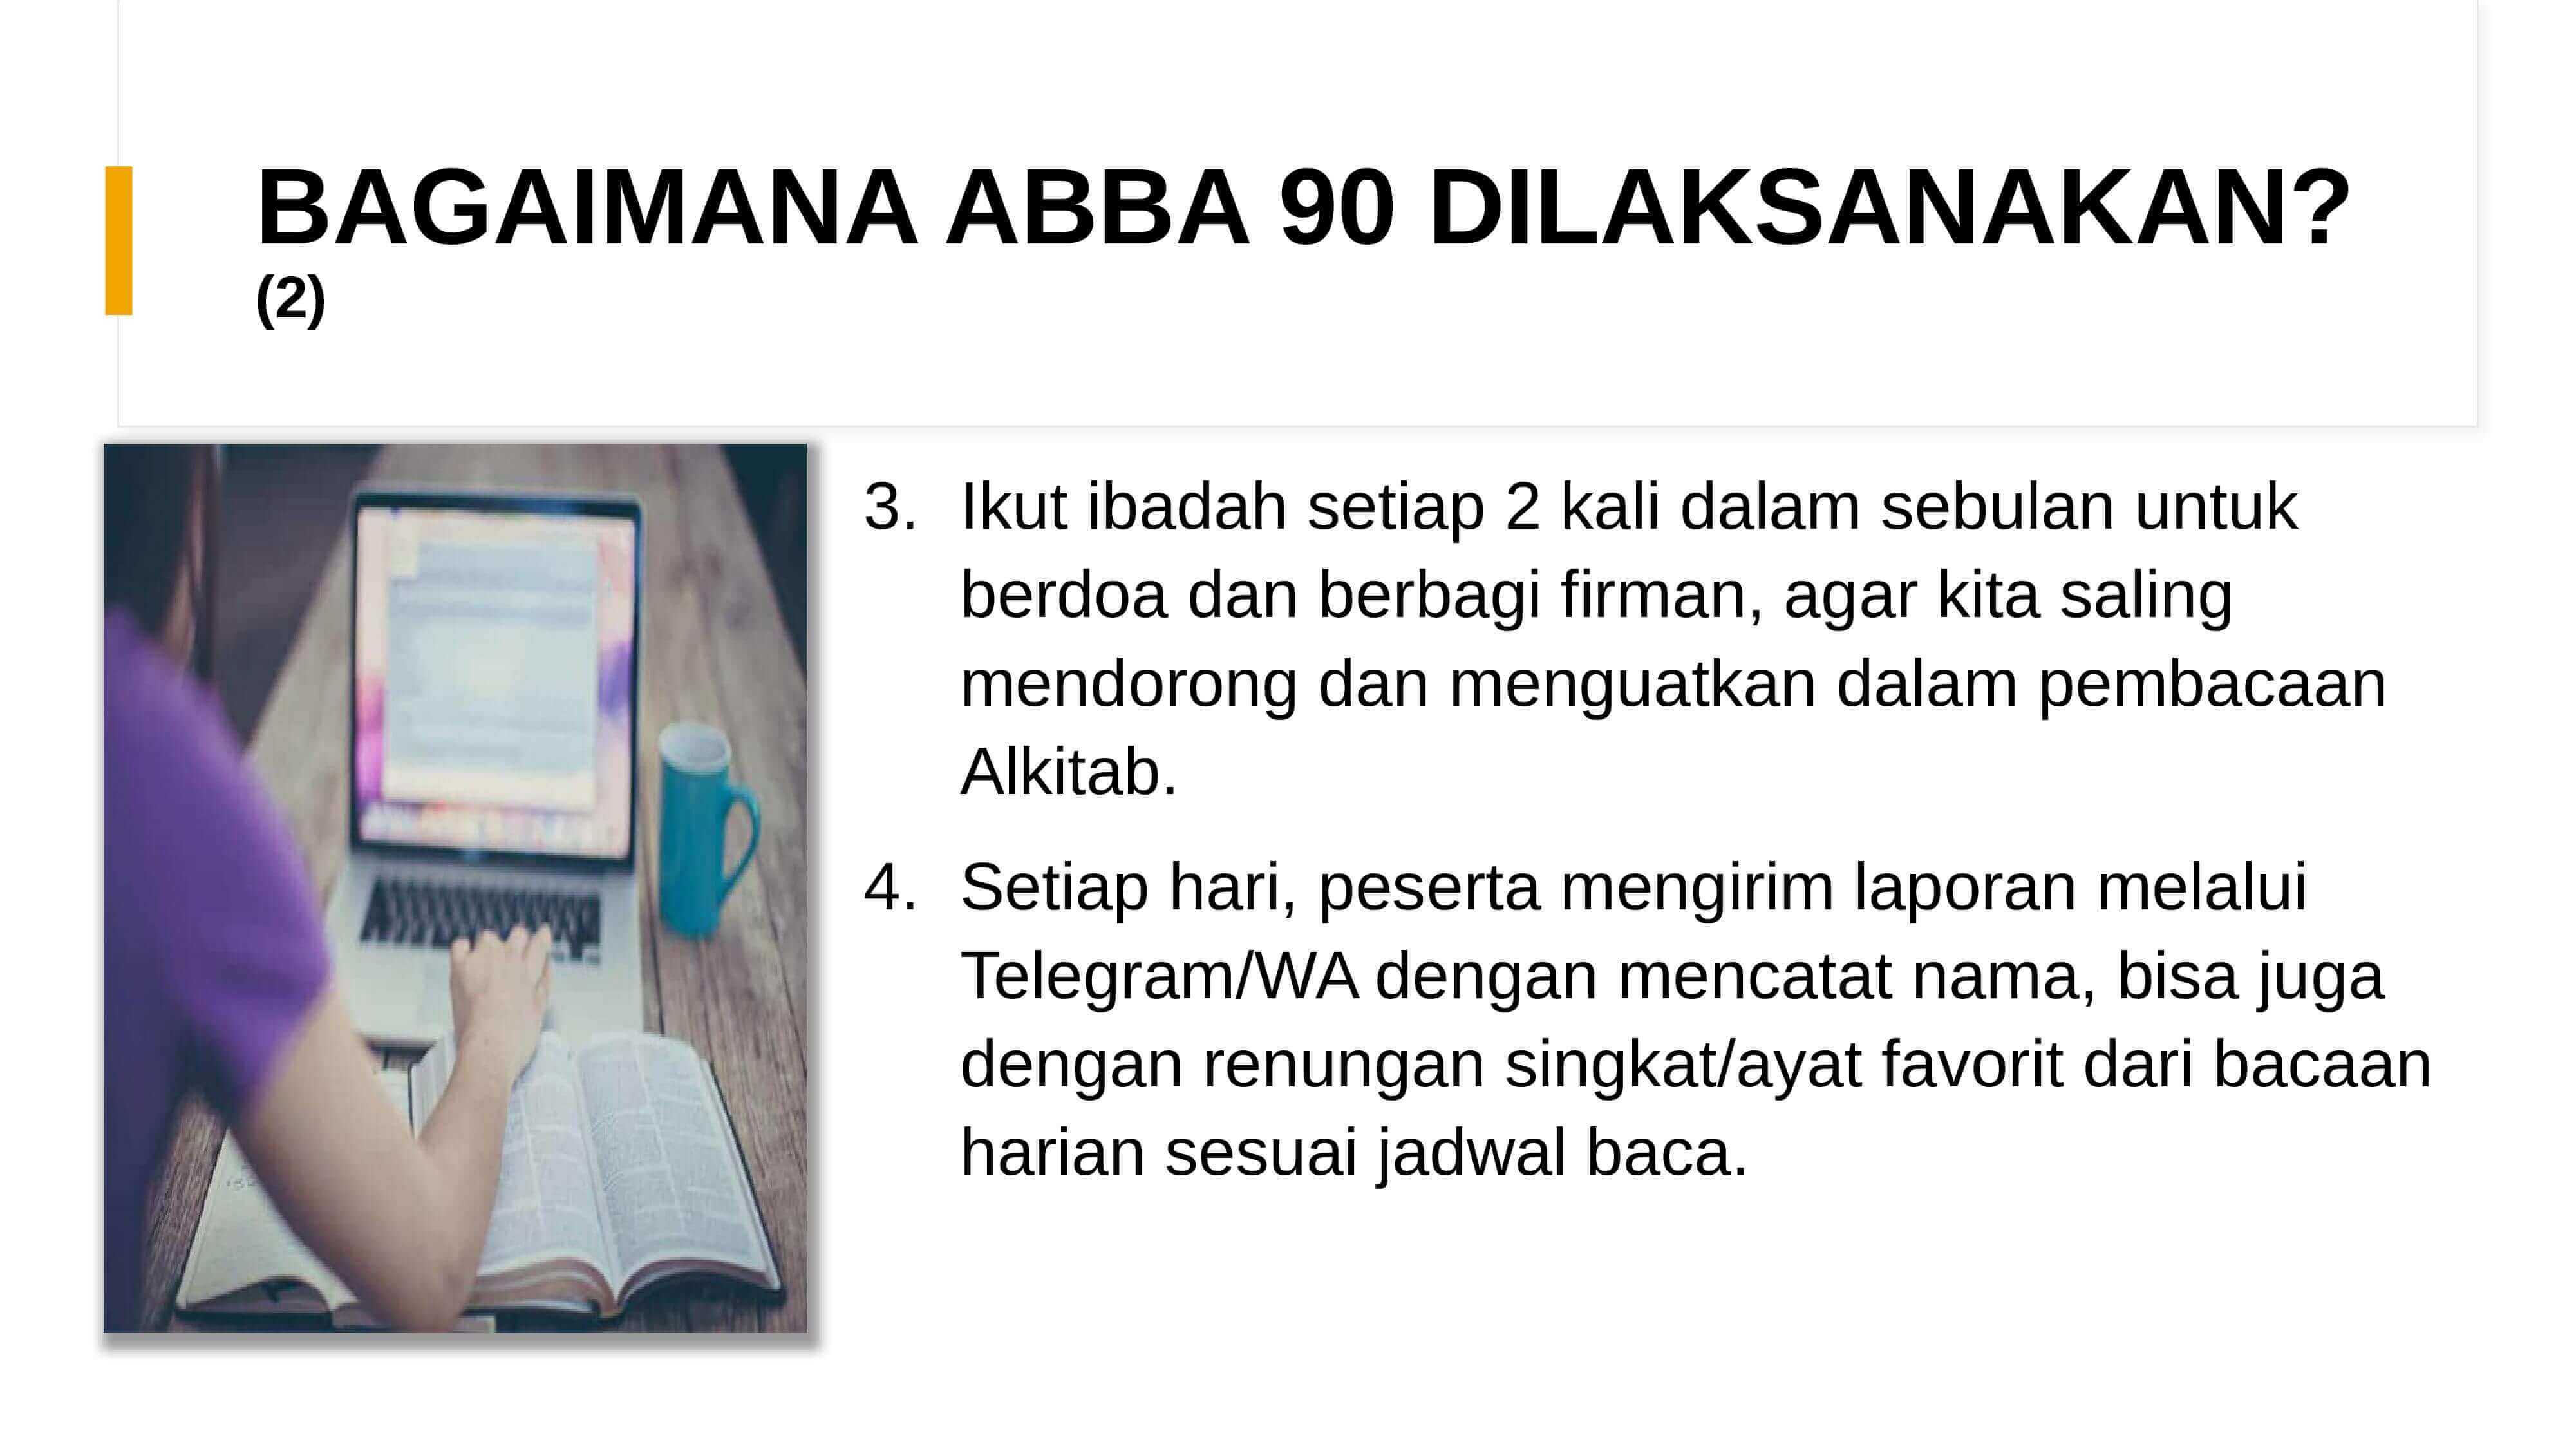 BAGAIMANA ABBA 90 DILAKSANAKAN?
(2)
3. Ikut ibadah setiap 2 kali dalam sebulan untuk
berdoa dan berbagi firman, agar kita saling
mendorong dan menguatkan dalam pembacaan
Alkitab.
4. Setiap hari, peserta mengirim laporan melalui
Telegram/WA dengan mencatat nama, bisa juga
dengan renungan singkat/ayat favorit dari bacaan
harian sesuai jadwal baca.